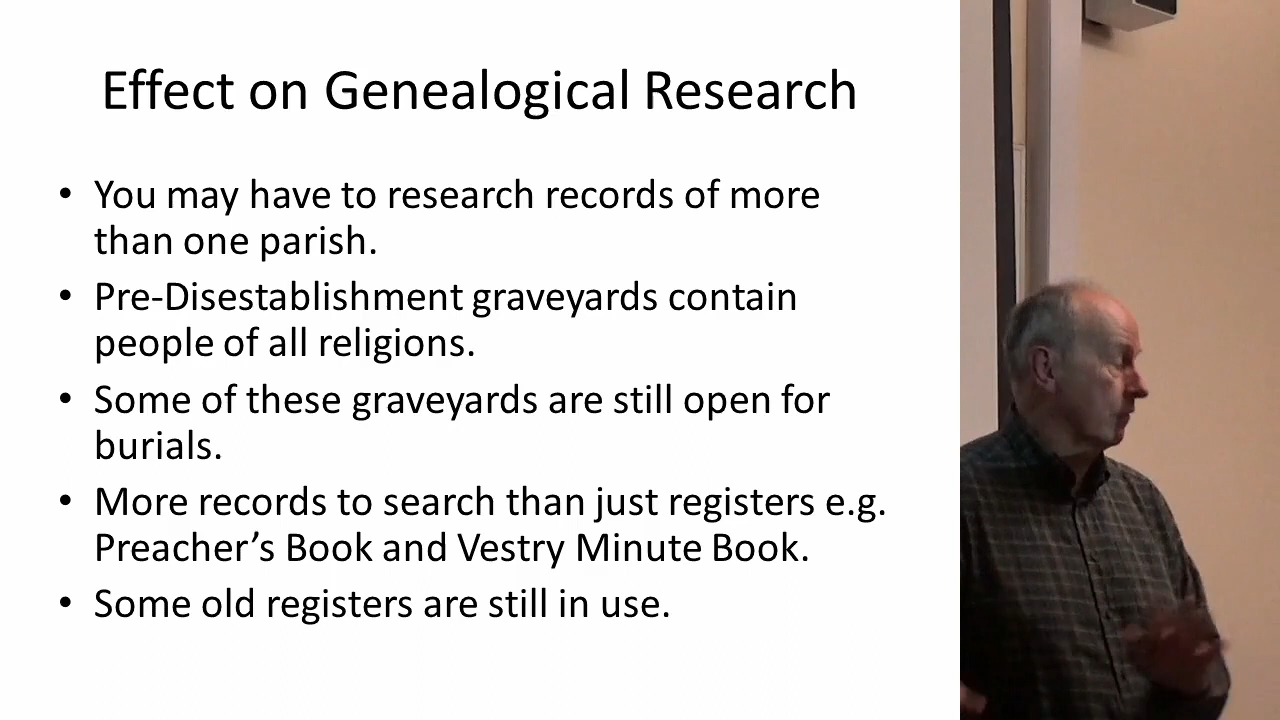 Effect on Genealogical Research
• You may have to research records of more
than one parish.
• Pre-Disestablishment graveyards contain
people of all religions.
• Some of these graveyards are still open for
burials.
• More records to search than just registers e.g.
Preacher’s Book and Vestry Minute Book.
• Some old registers are still in use.